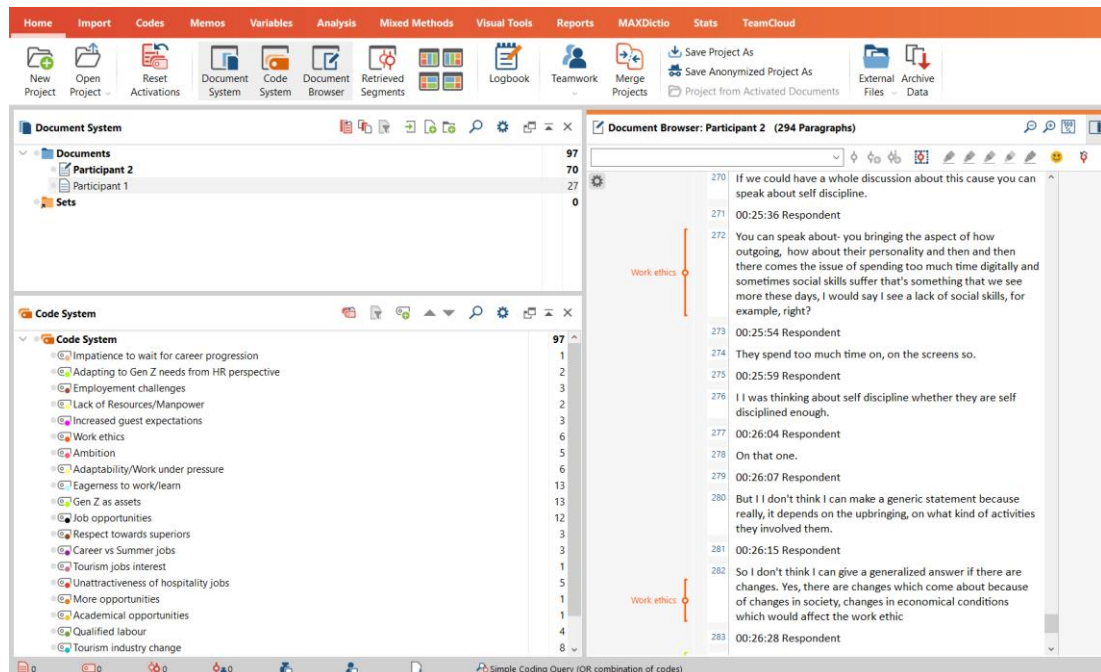 Home Import Codes Memos Variables Analysis Mixed Methods Visual Tools Reports MAXDictio Stats TeamCloud
New Project
Open Project
Reset Activations
Document System
Code System
Document Browser
Retrieved Segments
Logbook
Teamwork
Merge Projects
Save Project As
Save Anonymized Project As
Project from Activated Documents
External Files
Archive Data
Document System
Documents 97
Participant 2 70
Participant 1 27
Sets 0
Code System
Code System 97
Impatience to wait for career progression 1
Adapting to Gen Z needs from HR perspective 2
Employement challenges 3
Lack of Resources/Manpower 2
Increased guest expectations 3
Work ethics 6
Ambition 5
Adaptability/Work under pressure 6
Eagerness to work/learn 13
Gen Z as assets 13
Job opportunities 12
Respect towards superiors 3
Career vs Summer jobs 3
Tourism jobs interest 1
Unattractiveness of hospitality jobs 5
More opportunities 1
Academical opportunities 1
Qualified labour 4
Tourism industry change 8
Document Browser: Participant 2 (294 Paragraphs)
270 If we could have a whole discussion about this cause you can
speak about self discipline.
271 00:25:36 Respondent
272 You can speak about- you bringing the aspect of how
outgoing, how about their personality and then and then
there comes the issue of spending too much time digitally and
Work ethics
sometimes social skills suffer that's something that we see
more these days, I would say I see a lack of social skills, for
example, right?
273 00:25:54 Respondent
274 They spend too much time on, on the screens so.
275 00:25:59 Respondent
276 I I was thinking about self discipline whether they are self
disciplined enough.
277 00:26:04 Respondent
278 On that one.
279 00:26:07 Respondent
280 But I I don't think I can make a generic statement because
really, it depends on the upbringing, on what kind of activities
they involved them.
281 00:26:15 Respondent
282 So I don't think I can give a generalized answer if there are
changes. Yes, there are changes which come about because
Work ethics
of changes in society, changes in economical conditions
which would affect the work ethic
283 00:26:28 Respondent
0 0 0 0 Simple Coding Query (OR combination of codes)